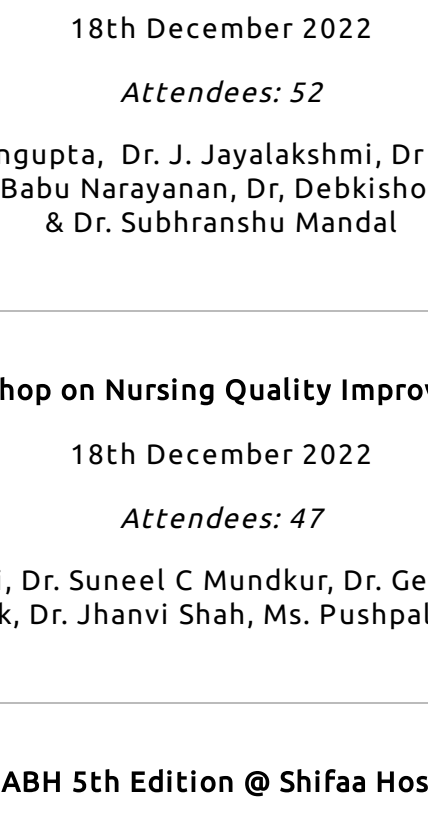 18th December 2022
Attendees: 52
ngupta, Dr. J. Jayalakshmi, Dr
Babu Narayanan, Dr, Debkisho
& Dr. Subhranshu Mandal
hop on Nursing Quality Improv
18th December 2022
Attendees: 47
i, Dr. Suneel C Mundkur, Dr. Ge
k, Dr. Jhanvi Shah, Ms. Pushpal
ABH 5th Edition @ Shifaa Hos